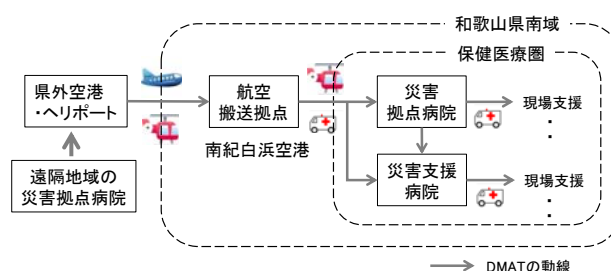 和歌山県南域
保健医療圏
県外空港
・ヘリポート
航空
搬送拠点
災害
拠点病院
現場支援
・
・
南紀白浜空港
遠隔地域の
災害拠点病院
災害支援
病院
現場支援
・
・
DMATの動線